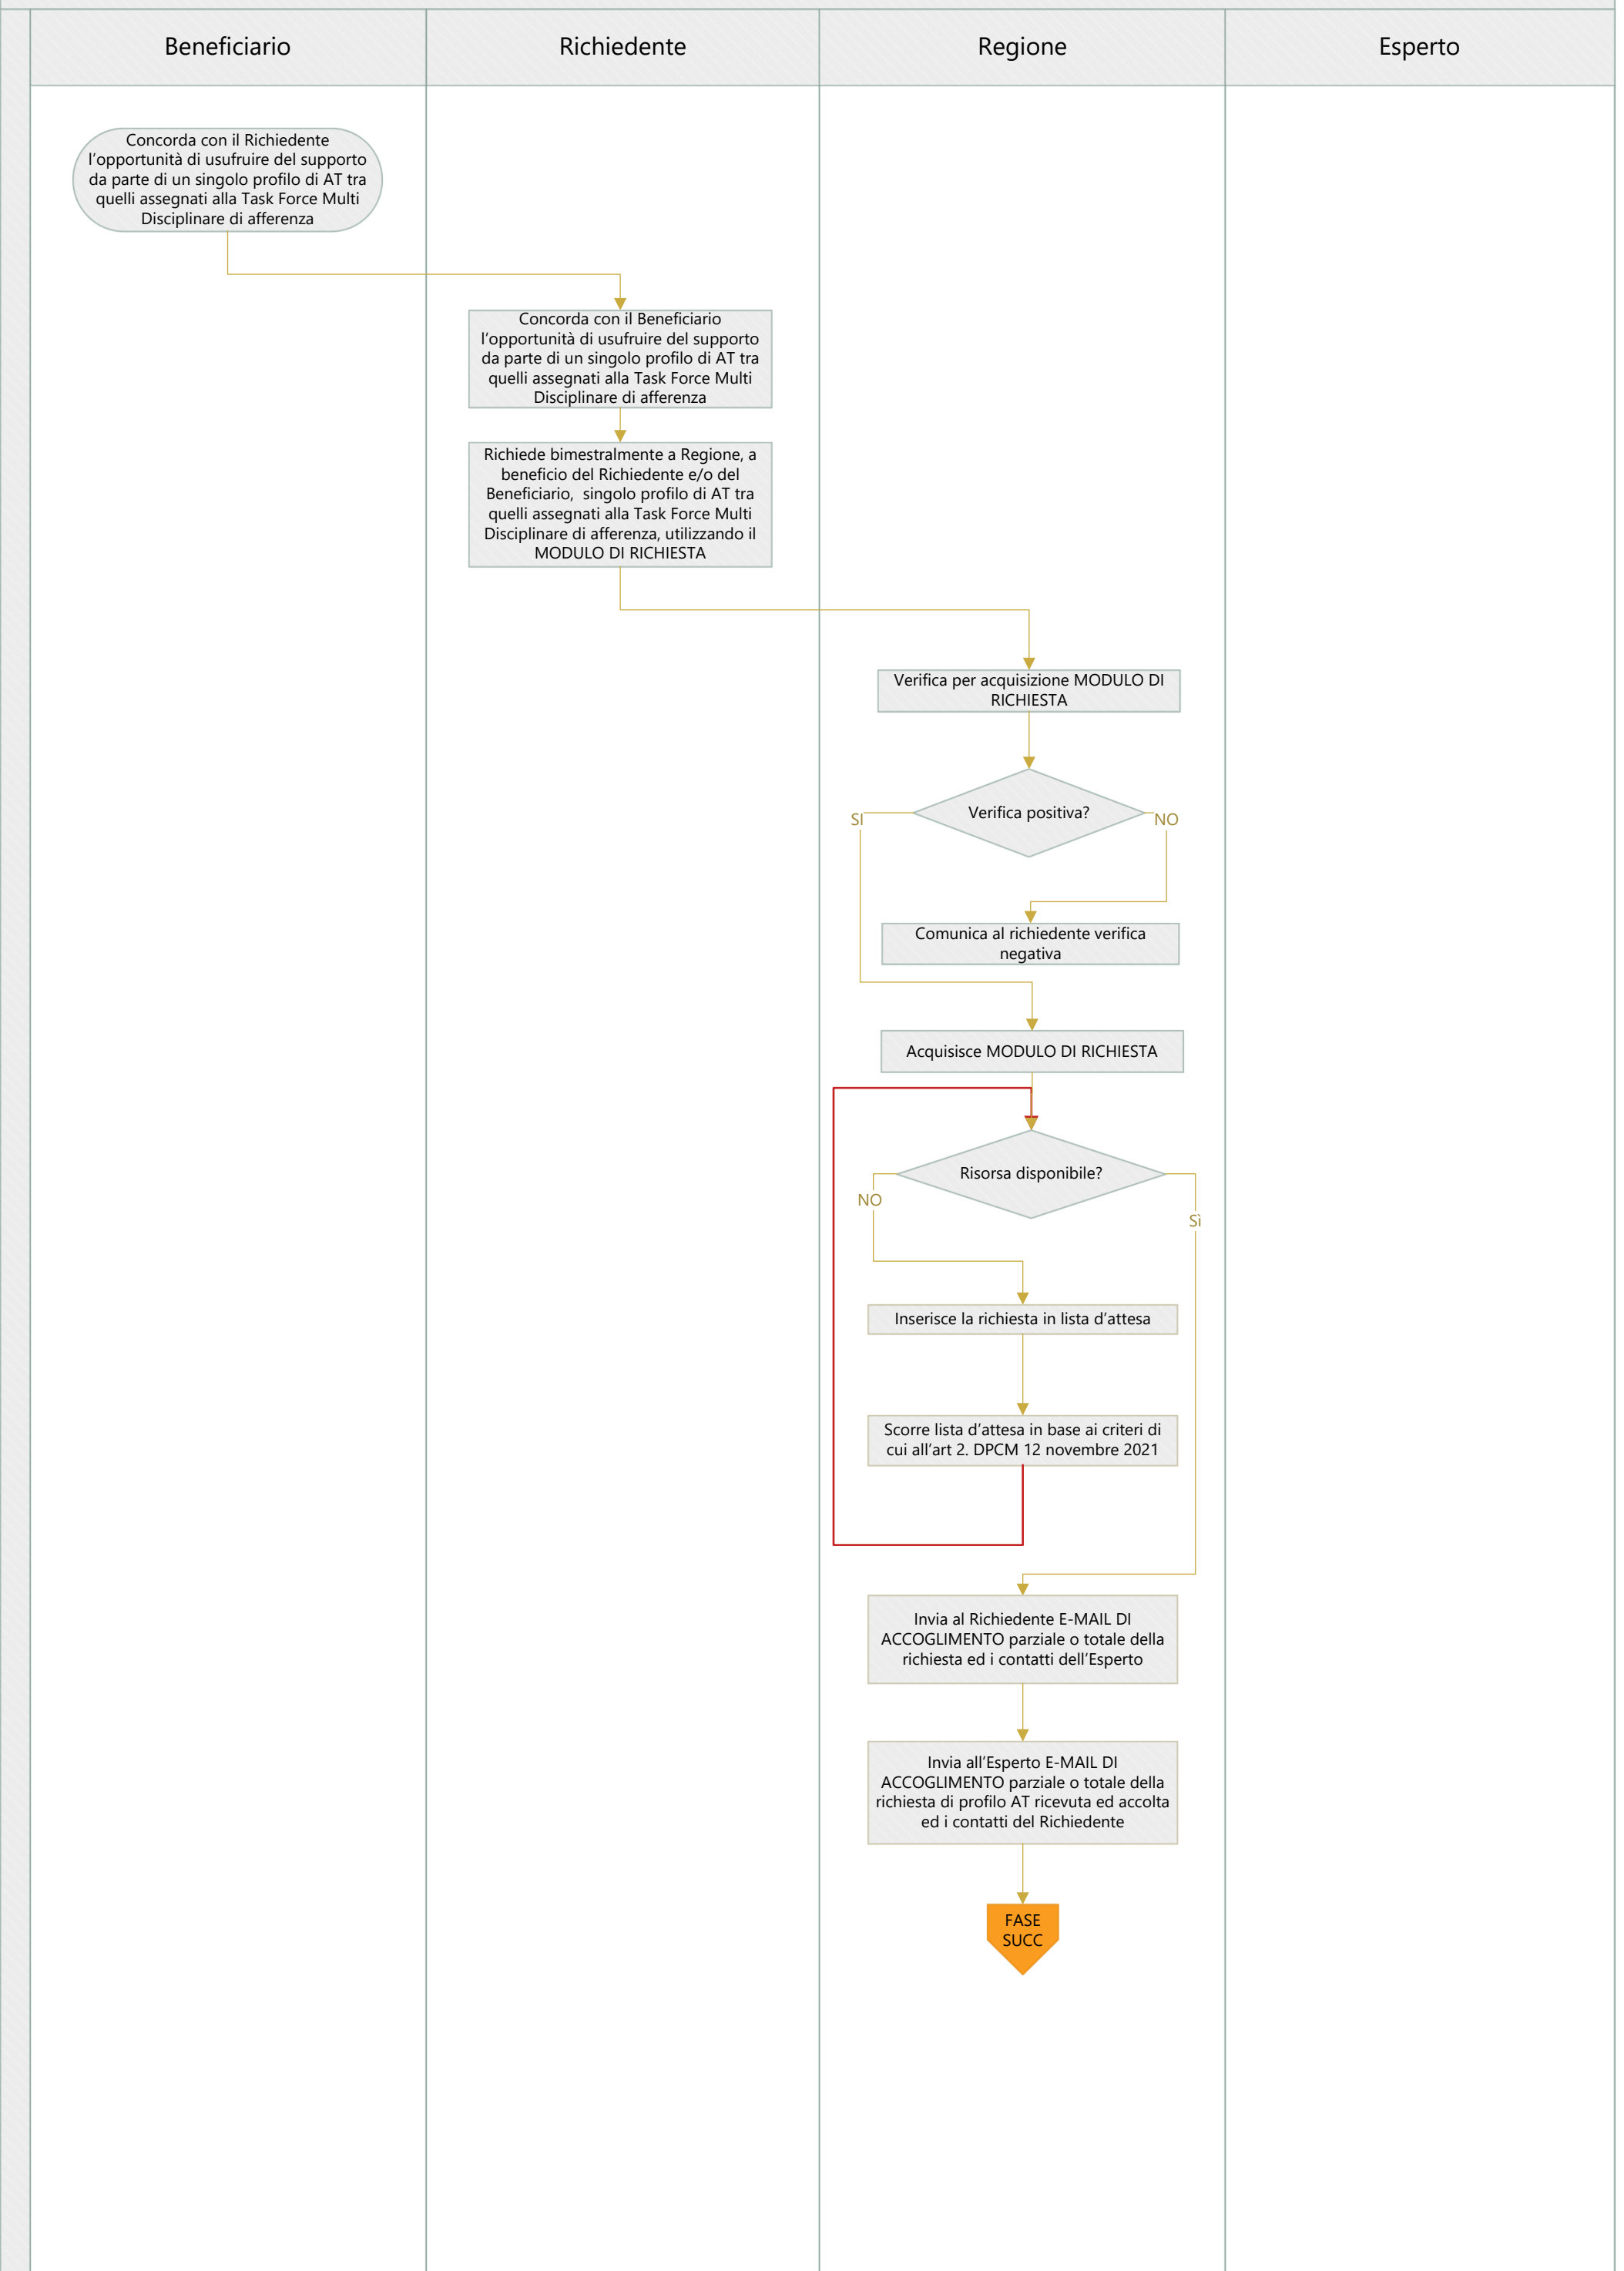 Beneficiario
Richiedente
Regione
Esperto
Concorda con il Richiedente
l’opportunità di usufruire del supporto
da parte di un singolo profilo di AT tra
quelli assegnati alla Task Force Multi
Disciplinare di afferenza
Concorda con il Beneficiario
l’opportunità di usufruire del supporto
da parte di un singolo profilo di AT tra
quelli assegnati alla Task Force Multi
Disciplinare di afferenza
Richiede bimestralmente a Regione, a
beneficio del Richiedente e/o del
Beneficiario,  singolo profilo di AT tra
quelli assegnati alla Task Force Multi
Disciplinare di afferenza, utilizzando il
MODULO DI RICHIESTA
Verifica per acquisizione MODULO DI
RICHIESTA
Verifica positiva?
SI
NO
Comunica al richiedente verifica
negativa
Acquisisce MODULO DI RICHIESTA
Risorsa disponibile?
NO
Sì
Inserisce la richiesta in lista d’attesa
Scorre lista d’attesa in base ai criteri di
cui all’art 2. DPCM 12 novembre 2021
Invia al Richiedente E-MAIL DI
ACCOGLIMENTO parziale o totale della
richiesta ed i contatti dell’Esperto
Invia all’Esperto E-MAIL DI
ACCOGLIMENTO parziale o totale della
richiesta di profilo AT ricevuta ed accolta
ed i contatti del Richiedente
FASE
SUCC